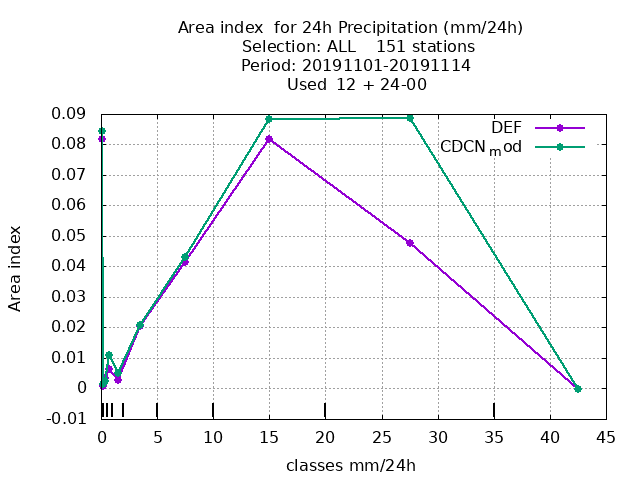 Area index  for 24h Precipitation (mm/24h)
Selection: ALL    151 stations
Period: 20191101-20191114
Used  12 + 24-00
DEF
CDCN_mod
0.09
0.08
0.07
0.06
0.05
0.04
0.03
0.02
0.01
0
-0.01
Area index
0 5 10 15 20 25 30 35 40 45
classes mm/24h